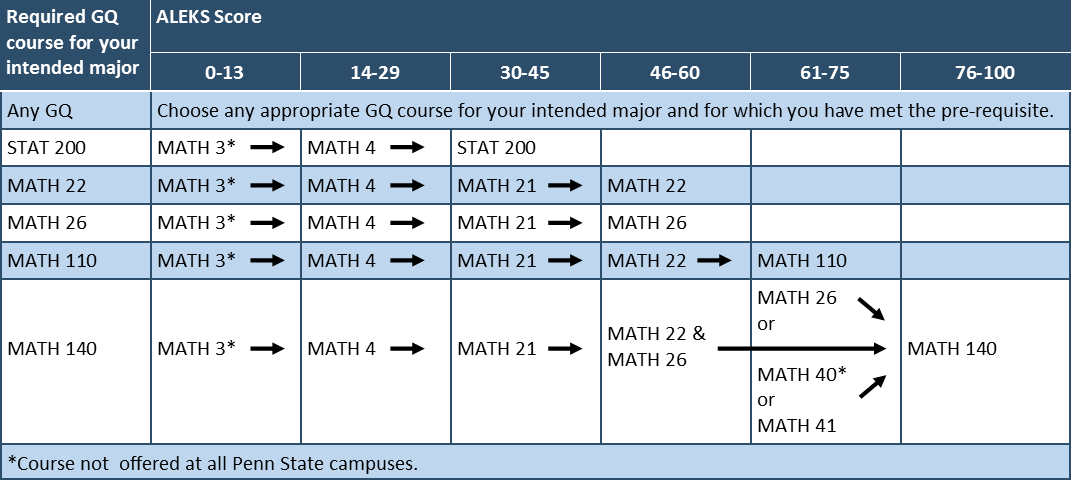 Required GQ
course for your
intended major
ALEKS Score
0-13 14-29 30-45 46-60 61-75 76-100
Any GQ Choose any appropriate GQ course for your intended major and for which you have met the pre-requisite.
STAT 200 MATH 3* MATH 4 STAT 200
MATH 22 MATH 3* MATH 4 MATH 21 MATH 22
MATH 26 MATH 3* MATH 4 MATH 21 MATH 26
MATH 110 MATH 3* MATH 4 MATH 21 MATH 22 MATH 110
MATH 140 MATH 3* MATH 4 MATH 21
MATH 22 &
MATH 26
MATH 26
or
MATH 40*
or
MATH 41
MATH 140
*Course not  offered at all Penn State campuses.